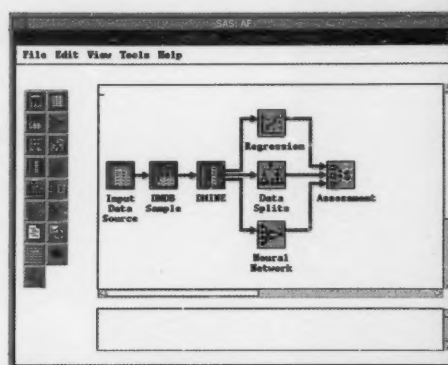 SAS: AF
File Edit View Tools Help
Regression
Input
Data
Source
DMDB
Sample
DMINE
Data
Splits
Assessment
Neural
Network